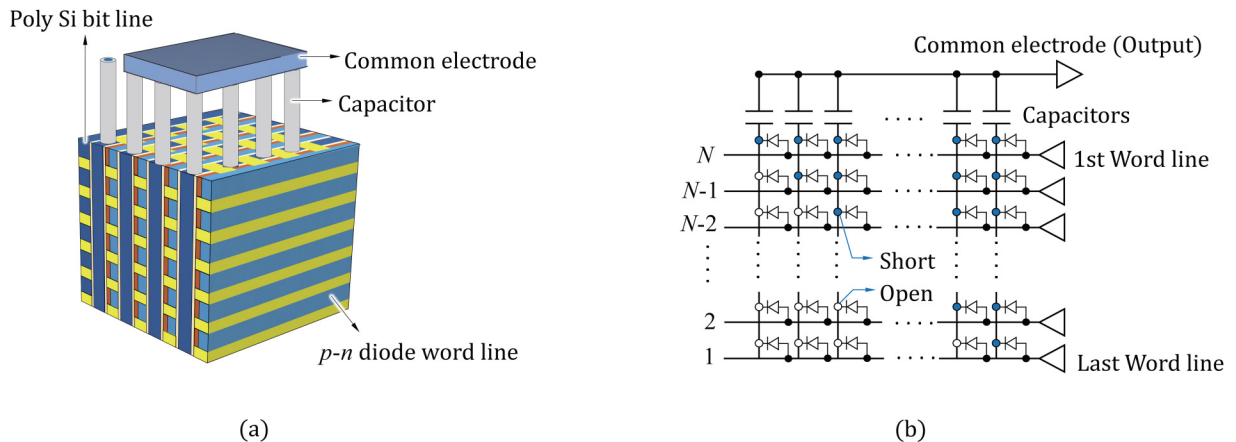 Poly Si bit line
Common electrode
Capacitor
p-n diode word line
(a)
Common electrode (Output)
Capacitors
N
1st Word line
N-1
N-2
Short
Open
2
1
Last Word line
(b)